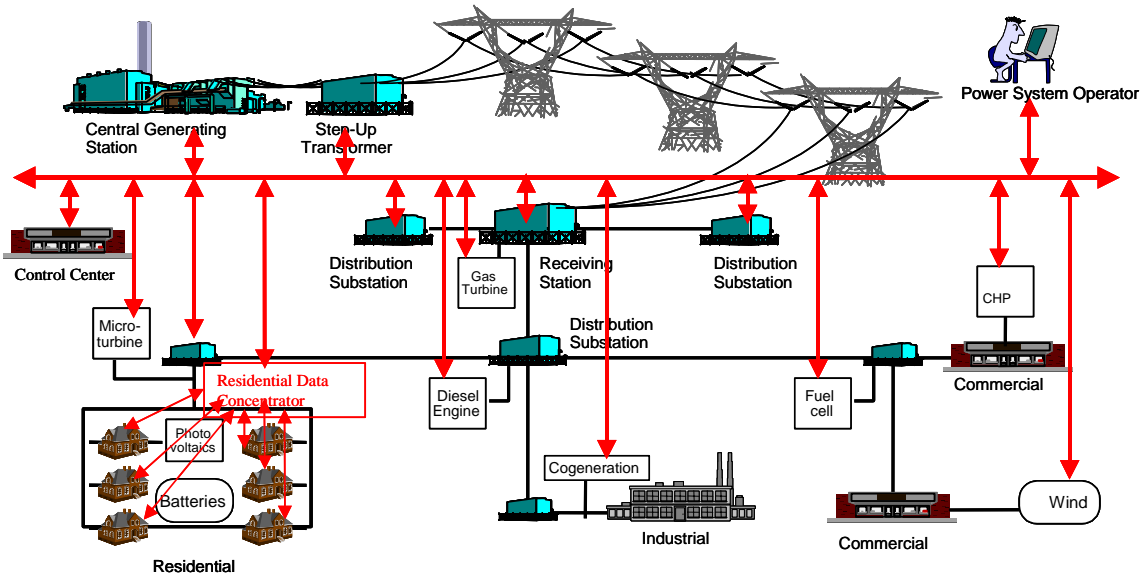 Power System Operator
Central Generating
Station
Step-Up
Transformer
Control Center
Distribution
Substation
Gas
Turbine
Receiving
Station
Distribution
Substation
CHP
Micro-
turbine
Distribution
Substation
Residential Data
Concentrator
Diesel
Engine
Fuel
cell
Commercial
Photo
voltaics
Batteries
Cogeneration
Wind
Industrial
Commercial
Residential